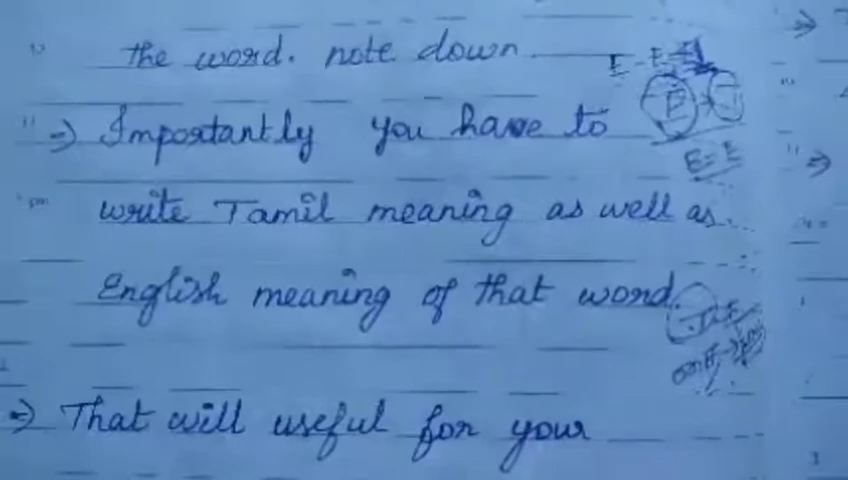 the word. note down
⇒ Importantly you have to
write Tamil meaning as well as
English meaning of that word.
⇒ That will useful for your
E = E